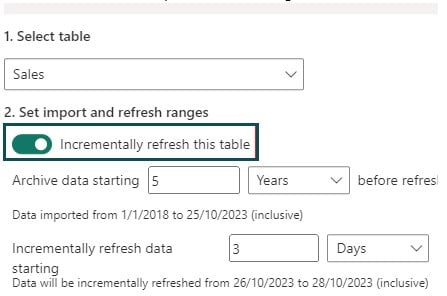 1. Select table
Sales
2. Set import and refresh ranges
Incrementally refresh this table
Archive data starting 5 Years before refres
Data imported from 1/1/2018 to 25/10/2023 (inclusive)
Incrementally refresh data 3 Days
starting
Data will be incrementally refreshed from 26/10/2023 to 28/10/2023 (inclusive)